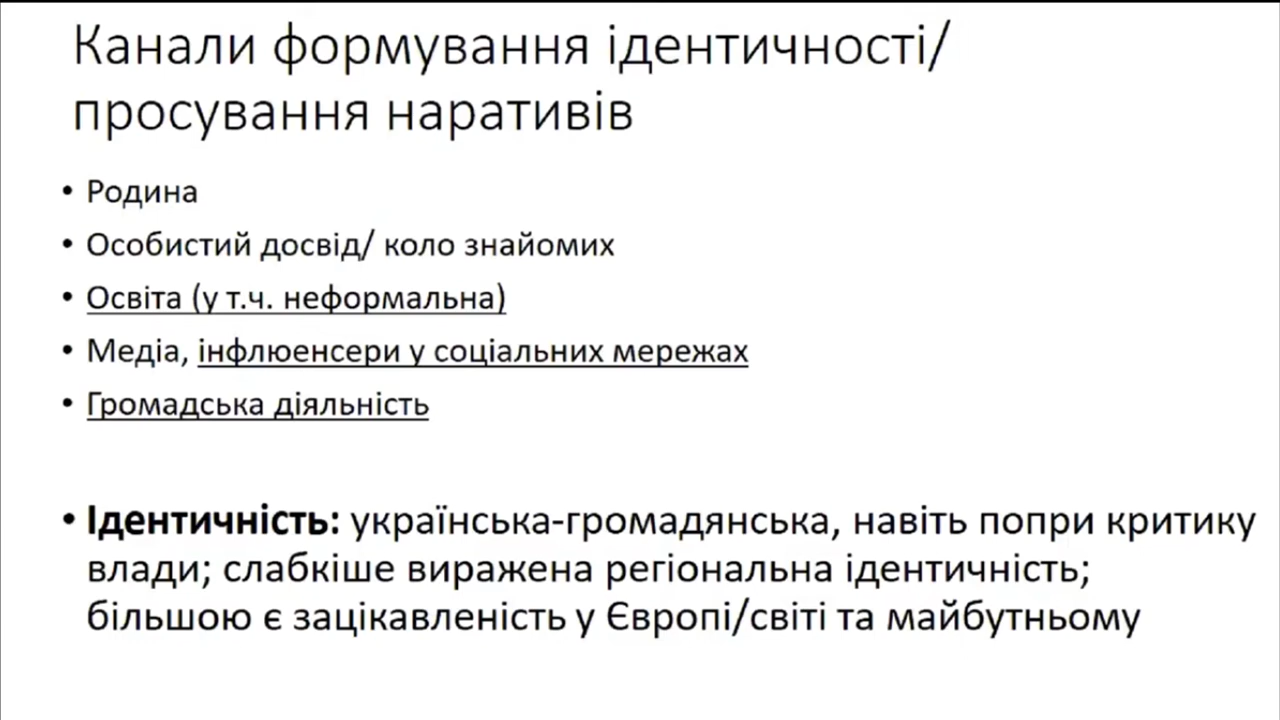 Канали формування ідентичності/
просування наративів
• Родина
• Особистий досвід/ коло знайомих
• Освіта (у т.ч. неформальна)
• Медіа, інфлюенсери у соціальних мережах
• Громадська діяльність
• Ідентичність: українська-громадянська, навіть попри критику
влади; слабкіше виражена регіональна ідентичність;
більшою є зацікавленість у Європі/світі та майбутньому